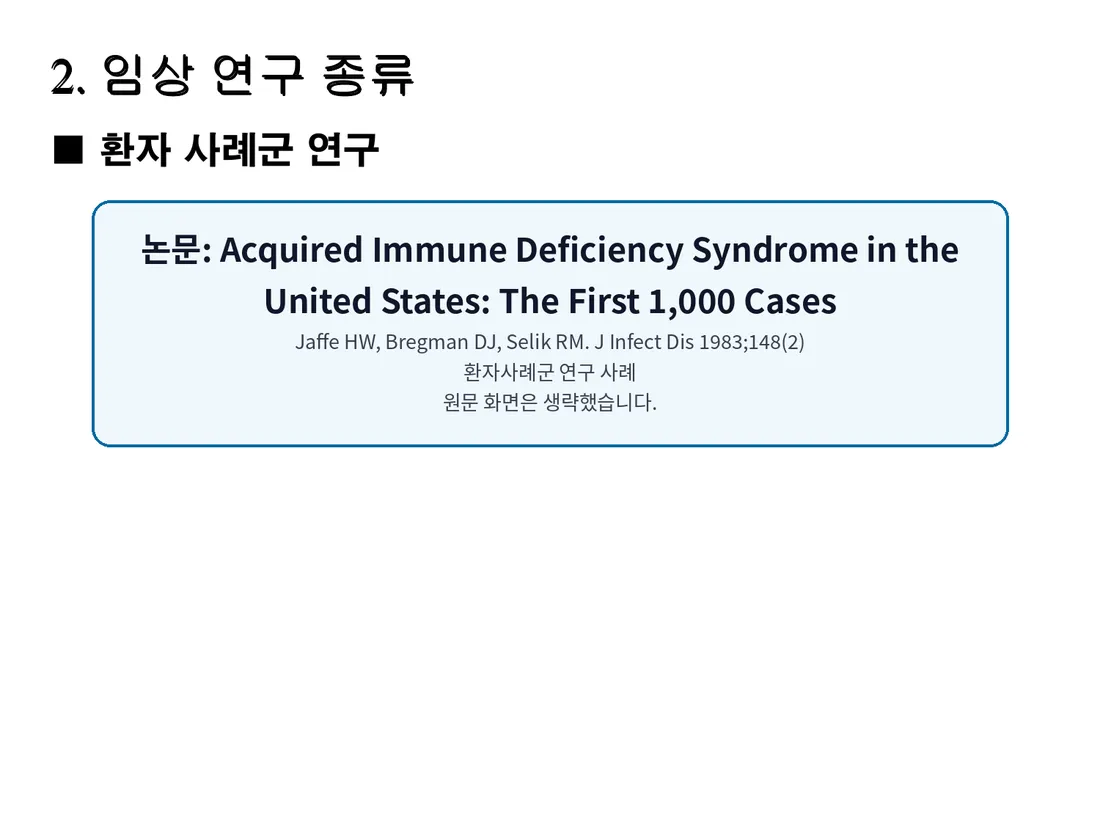 2. 임상 연구 종류
■ 환자 사례군 연구
논문: Acquired Immune Deficiency Syndrome in the
United States: The First 1,000 Cases
Jaffe HW, Bregman DJ, Selik RM. J Infect Dis 1983;148(2)
환자사례군 연구 사례
원문 화면은 생략했습니다.